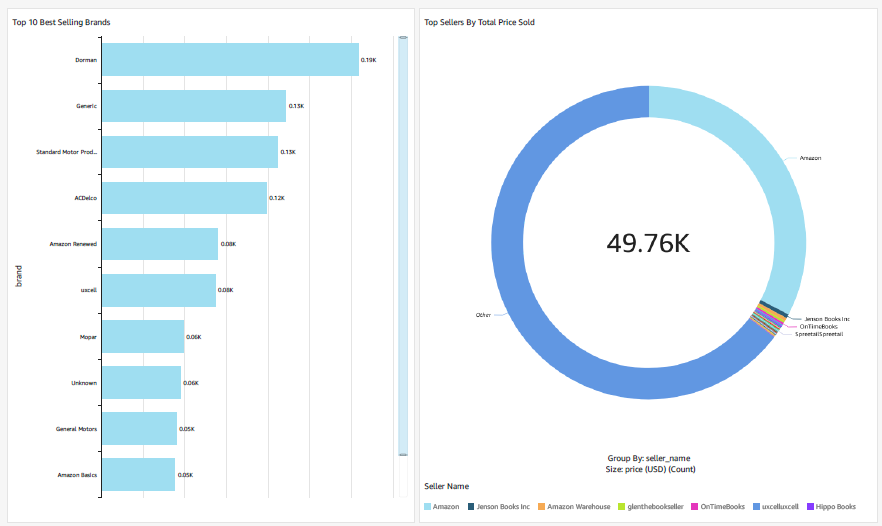 Top 10 Best Selling Brands
brand
Dorman
0.19K
Generic
0.13K
Standard Motor Prod...
0.13K
ACDelco
0.12K
Amazon Renewed
0.08K
uxcell
0.08K
Mopar
0.06K
Unknown
0.06K
General Motors
0.05K
Amazon Basics
0.05K
Top Sellers By Total Price Sold
Amazon
49.76K
Other
Jenson Books Inc
OnTimeBooks
SpreetailSpreetail
Group By: seller_name
Size: price (USD) (Count)
Seller Name
Amazon Jenson Books Inc Amazon Warehouse glenthebookseller OnTimeBooks uxcelluxcell Hippo Books